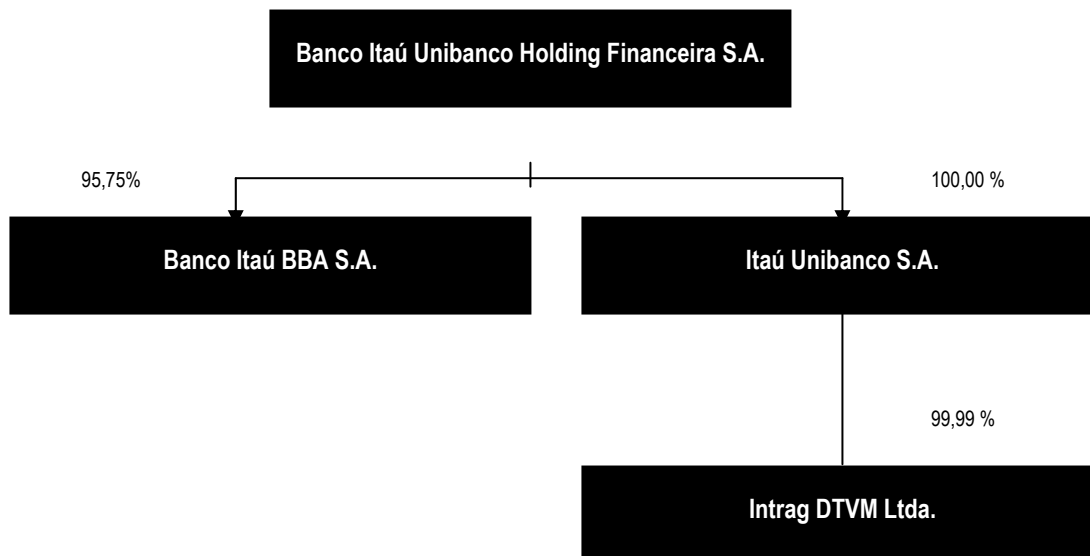 Banco Itaú Unibanco Holding Financeira S.A.
95,75%
100,00 %
Banco Itaú BBA S.A.
Itaú Unibanco S.A.
99,99 %
Intrag DTVM Ltda.